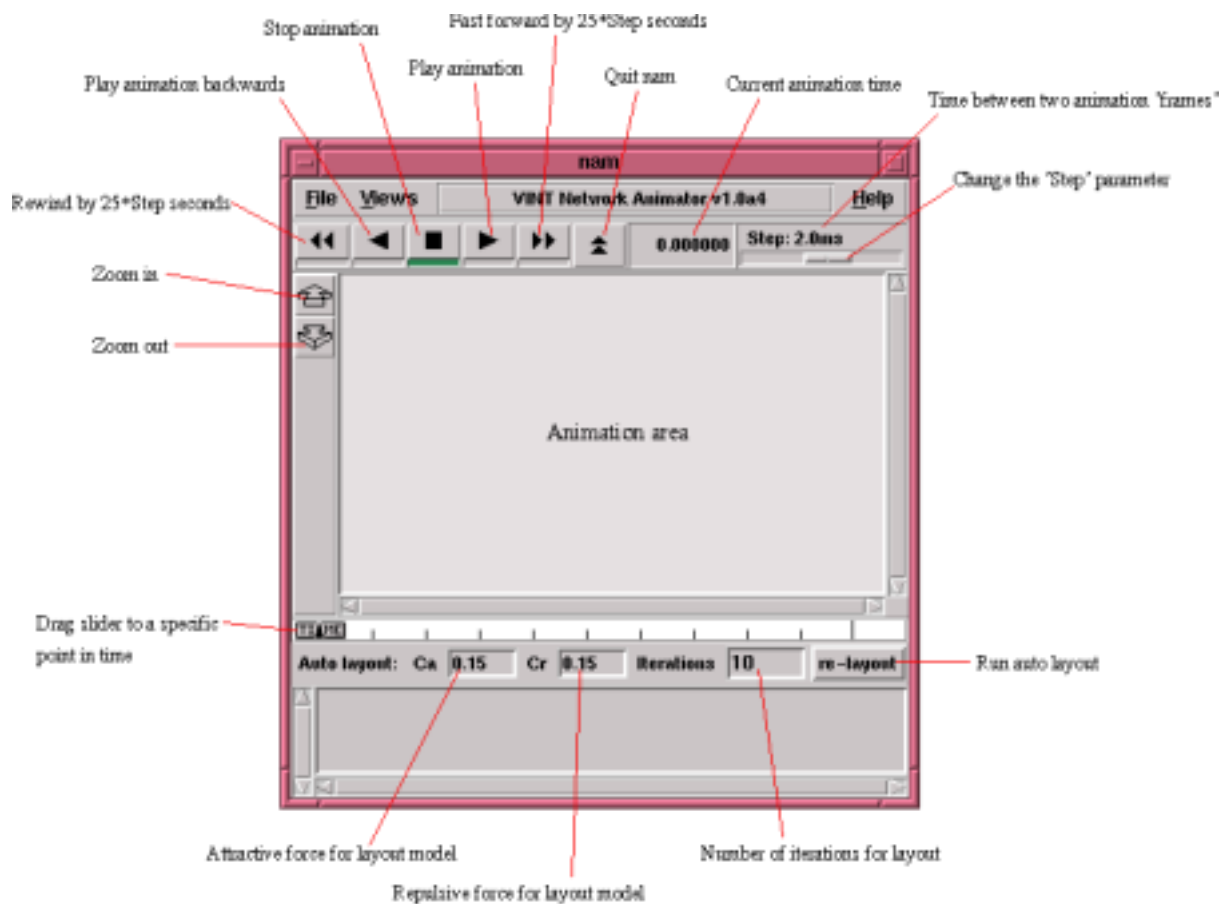 Fast forward by 25*Step seconds
Stop animation
Play animation
Quit nam
Play animation backwards
Current animation time
Time between two animation "frames"
nam
Change the "Step" parameter
File Views VINT Network Animator v1.0a4 Help
Rewind by 25*Step seconds
0.000000 Step: 2.0ms
Zoom in
Zoom out
Animation area
Drag slider to a specific
point in time
TIME
Auto layout: Ca 0.15 Cr 0.15 Iterations 10 re-layout
Run auto layout
Attractive force for layout model
Number of iterations for layout
Repulsive force for layout model